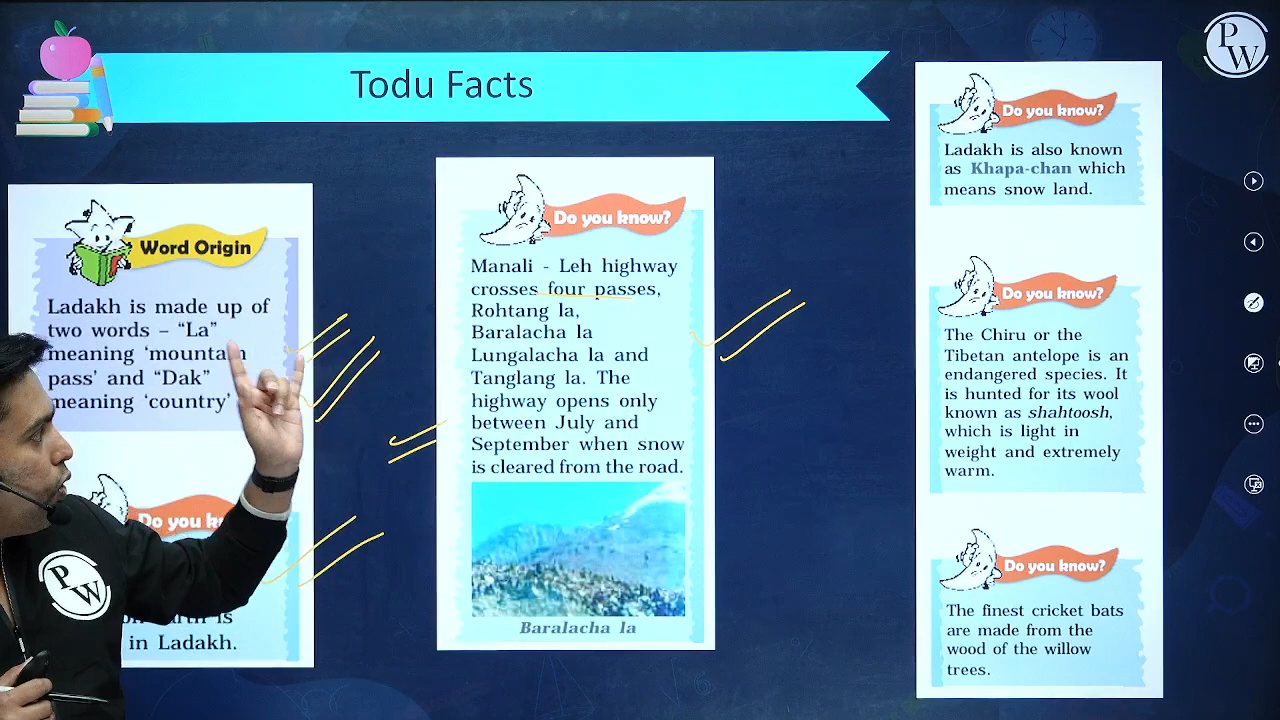 Todu Facts
PW
Word Origin
Ladakh is made up of
two words – “La”
meaning ‘mountain
pass’ and “Dak”
meaning ‘country’
Do you
is
in Ladakh.
PW
Do you know?
Manali - Leh highway
crosses four passes,
Rohtang la,
Baralacha la
Lungalacha la and
Tanglang la. The
highway opens only
between July and
September when snow
is cleared from the road.
Baralacha la
Do you know?
Ladakh is also known
as Khapa-chan which
means snow land.
Do you know?
The Chiru or the
Tibetan antelope is an
endangered species. It
is hunted for its wool
known as shahtoosh,
which is light in
weight and extremely
warm.
Do you know?
The finest cricket bats
are made from the
wood of the willow
trees.